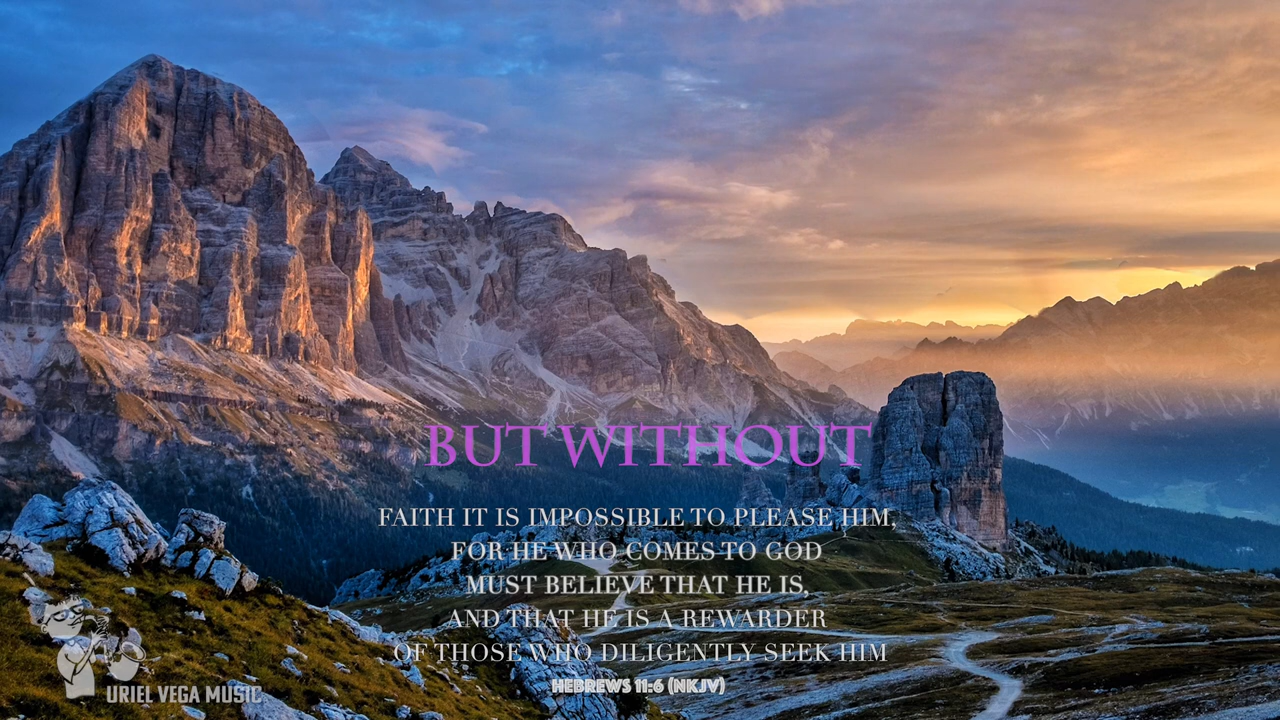 BUT WITHOUT
FAITH IT IS IMPOSSIBLE TO PLEASE HIM,
FOR HE WHO COMES TO GOD
MUST BELIEVE THAT HE IS,
AND THAT HE IS A REWARDER
OF THOSE WHO DILIGENTLY SEEK HIM
HEBREWS 11:6 (NKJV)
URIEL VEGA MUSIC